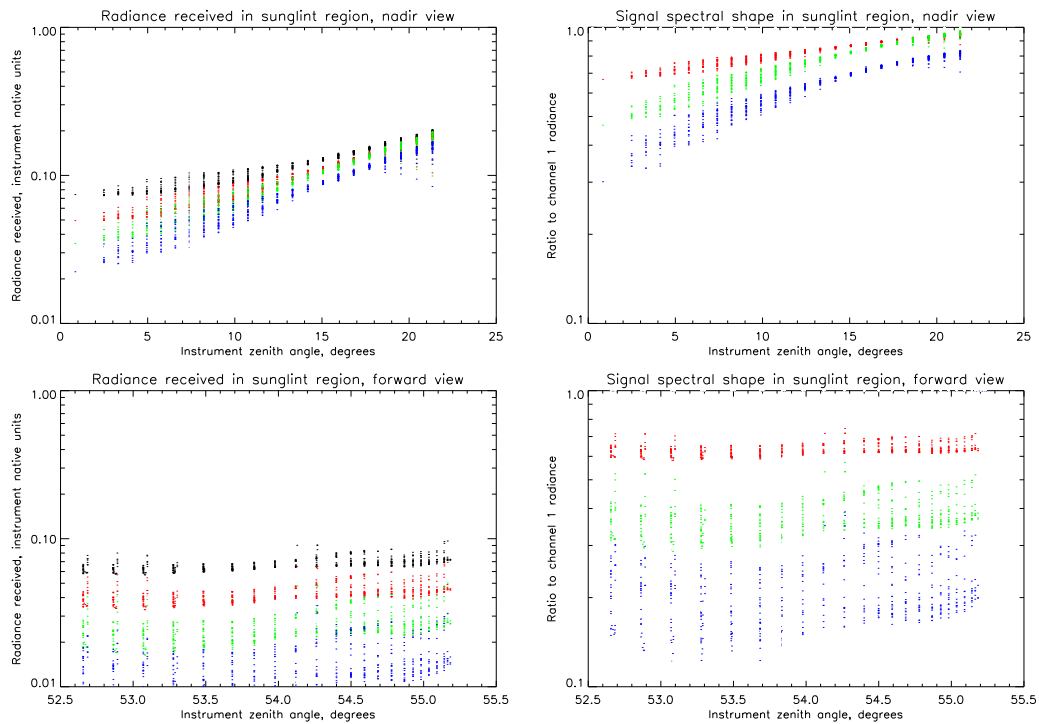 Radiance received in sunglint region, nadir view
Radiance received, instrument native units
1.00
0.10
0.01
0 5 10 15 20 25
Instrument zenith angle, degrees
Signal spectral shape in sunglint region, nadir view
Ratio to channel 1 radiance
1.0
0.1
0 5 10 15 20 25
Instrument zenith angle, degrees
Radiance received in sunglint region, forward view
Radiance received, instrument native units
1.00
0.10
0.01
52.5 53.0 53.5 54.0 54.5 55.0 55.5
Instrument zenith angle, degrees
Signal spectral shape in sunglint region, forward view
Ratio to channel 1 radiance
1.0
0.1
52.5 53.0 53.5 54.0 54.5 55.0 55.5
Instrument zenith angle, degrees